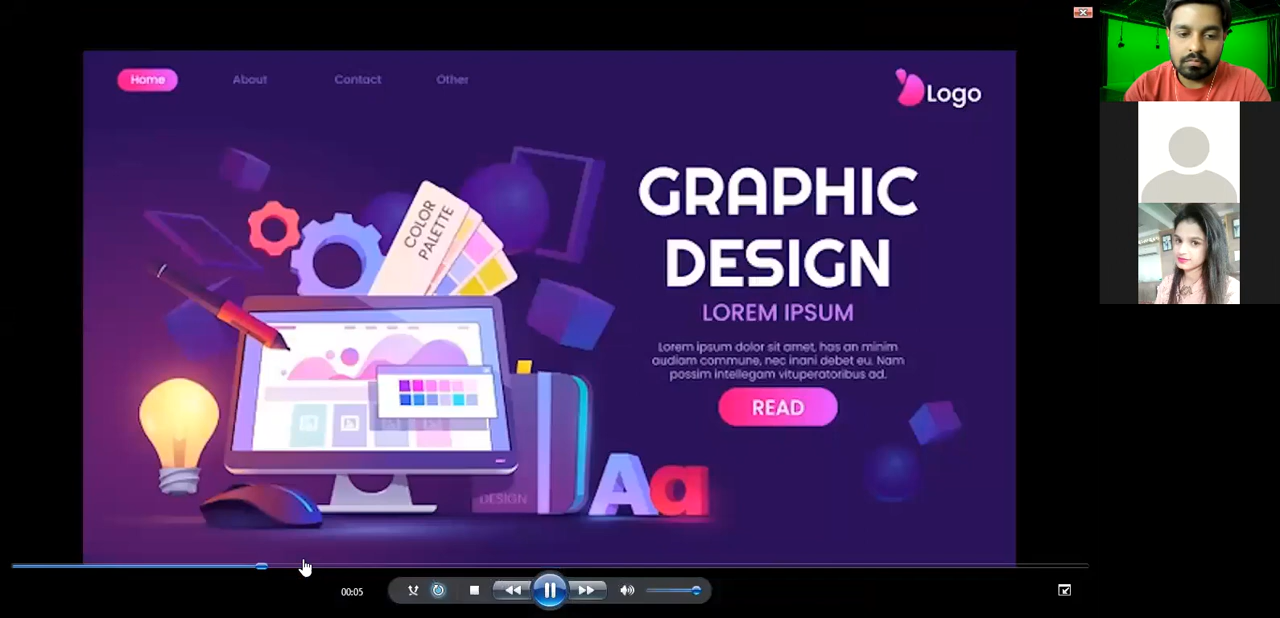 Home About Contact Other
Logo
COLOR
PALETTE
GRAPHIC
DESIGN
LOREM IPSUM
Lorem ipsum dolor sit amet, has an minim
audiam commune, nec inani debet eu. Nam
possim intellegam vituperatoribus ad.
READ
DESIGN
Aa
00:05